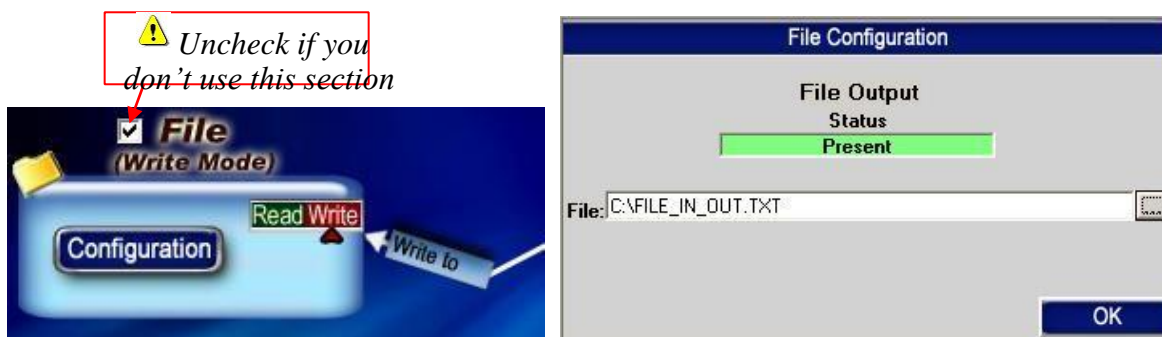 Uncheck if you
don't use this section
File
(Write Mode)
Read Write
Configuration
Write to
File Configuration
File Output
Status
Present
File: C:\FILE_IN_OUT.TXT ...
OK